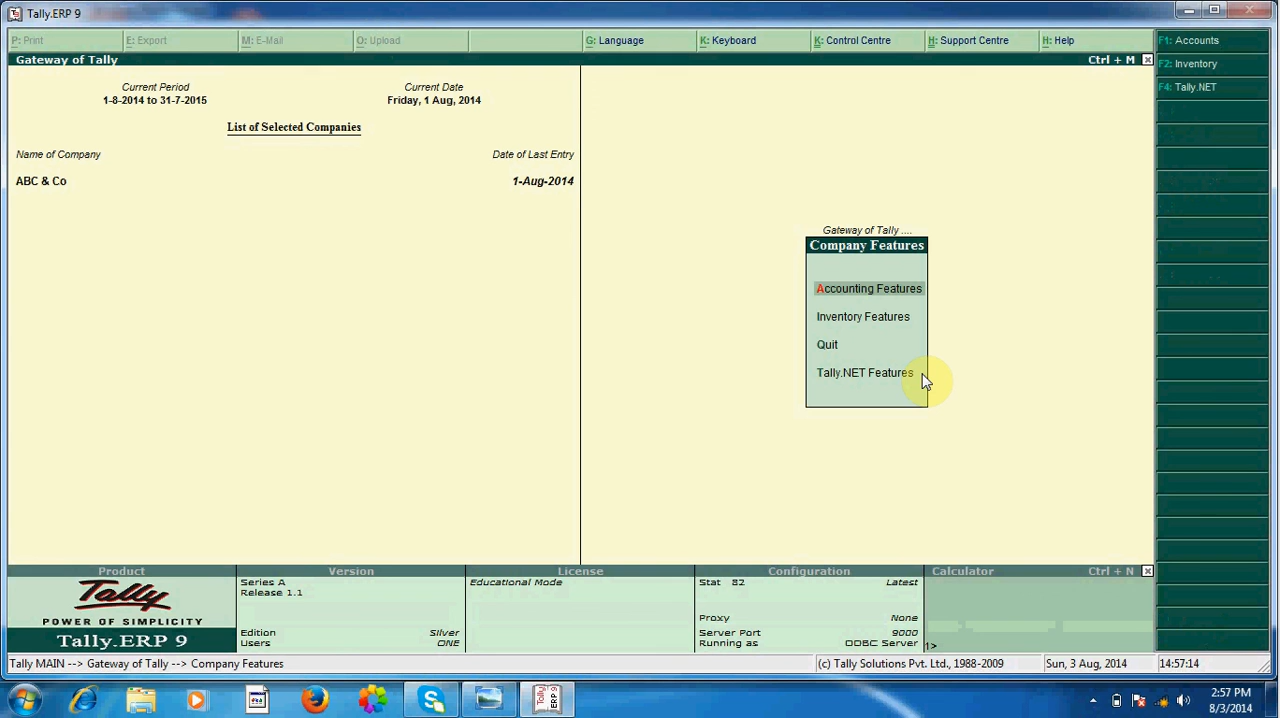 Tally.ERP 9
P: Print
E: Export
M: E-Mail
O: Upload
G: Language
K: Keyboard
K: Control Centre
H: Support Centre
H: Help
F1: Accounts
F2: Inventory
F4: Tally.NET
Gateway of Tally
Ctrl + M
Current Period
1-8-2014 to 31-7-2015
Current Date
Friday, 1 Aug, 2014
List of Selected Companies
Name of Company
Date of Last Entry
ABC & Co
1-Aug-2014
Gateway of Tally ....
Company Features
Accounting Features
Inventory Features
Quit
Tally.NET Features
Product
Tally
POWER OF SIMPLICITY
Tally.ERP 9
Version
Series A
Release 1.1
Edition Silver
Users ONE
License
Educational Mode
Configuration
Stat 82 Latest
Proxy None
Server Port 9000
Running as ODBC Server
Calculator Ctrl + N
1>
Tally MAIN --> Gateway of Tally --> Company Features
(c) Tally Solutions Pvt. Ltd., 1988-2009
Sun, 3 Aug, 2014
14:57:14
Tally
ERP 9
2:57 PM
8/3/2014